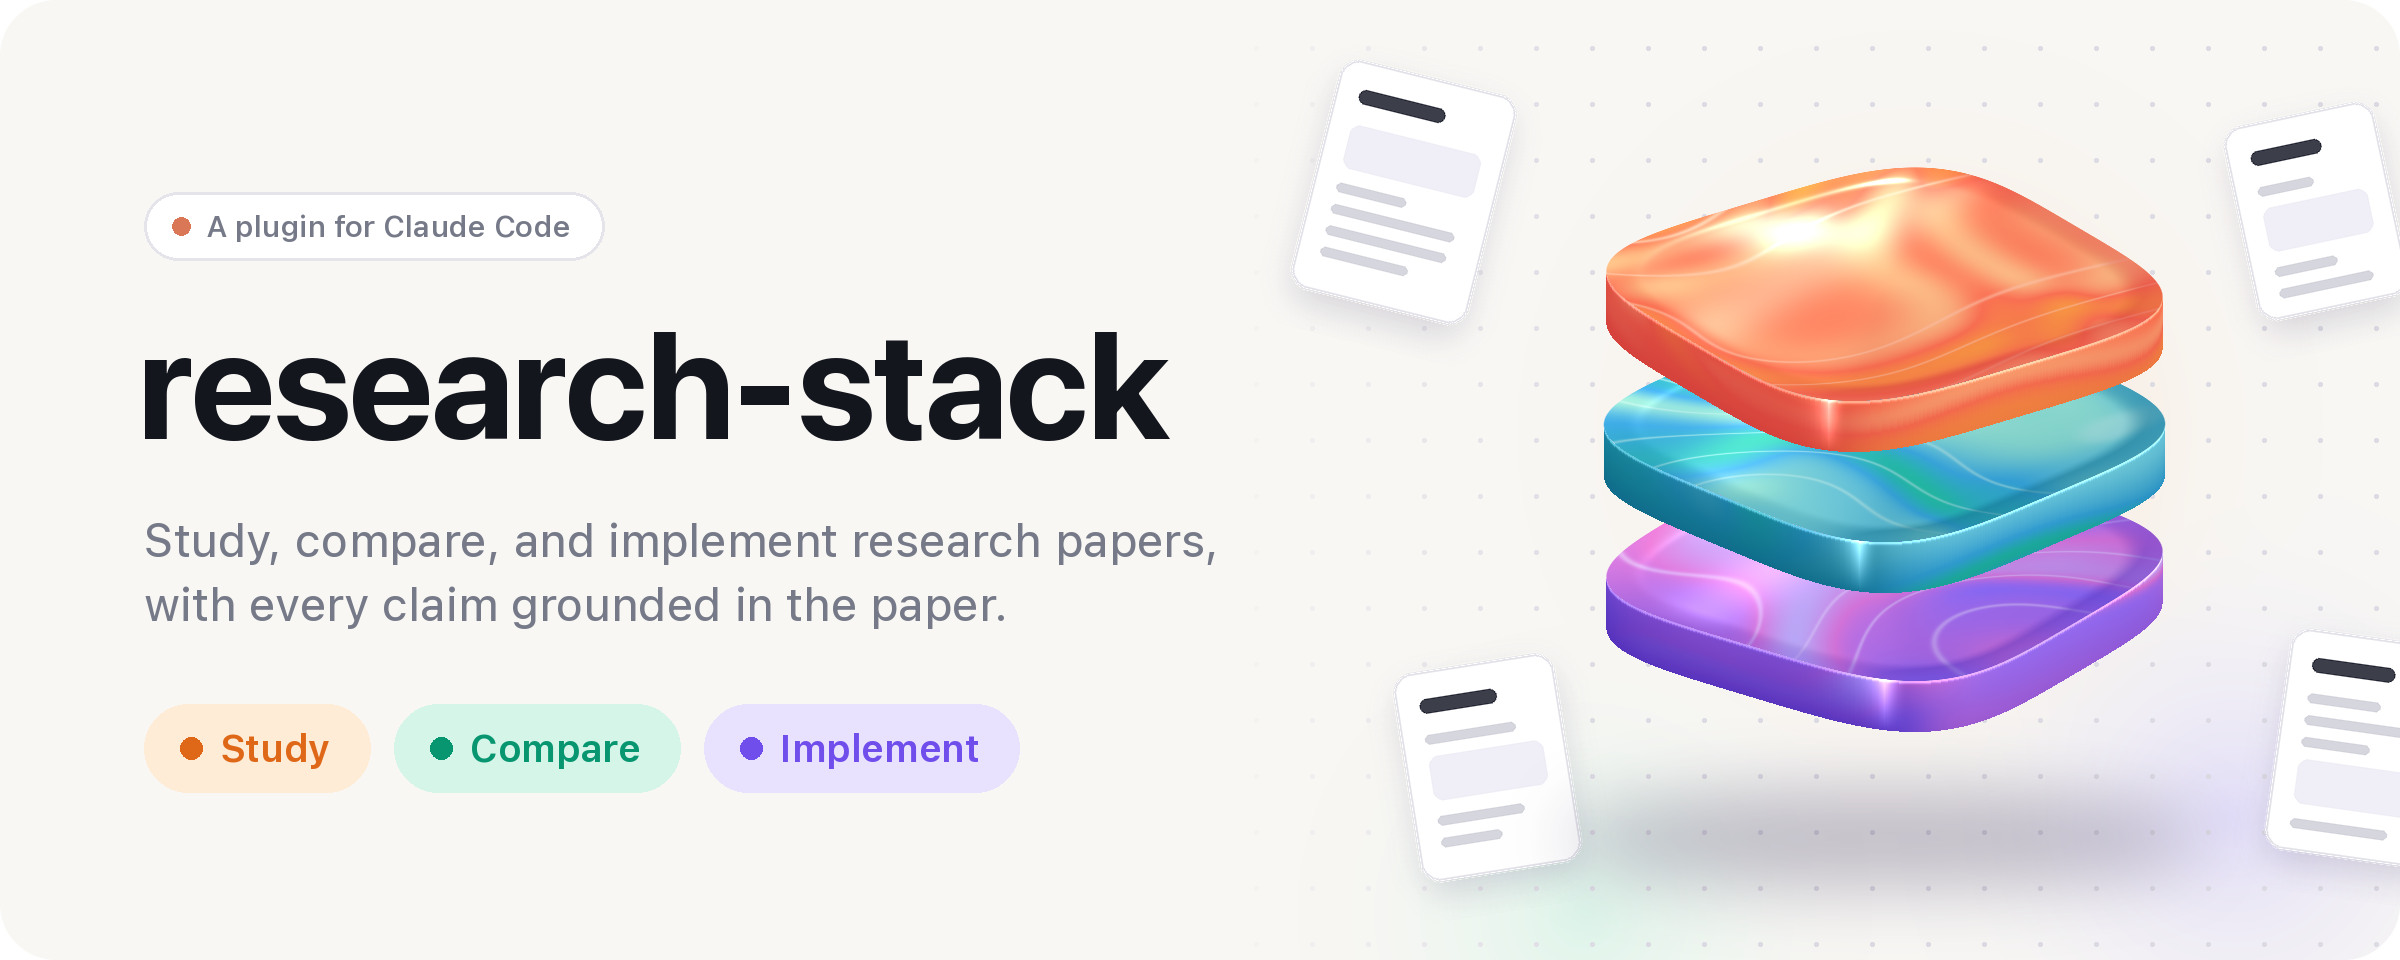 A plugin for Claude Code
research-stack
Study, compare, and implement research papers,
with every claim grounded in the paper.
Study
Compare
Implement